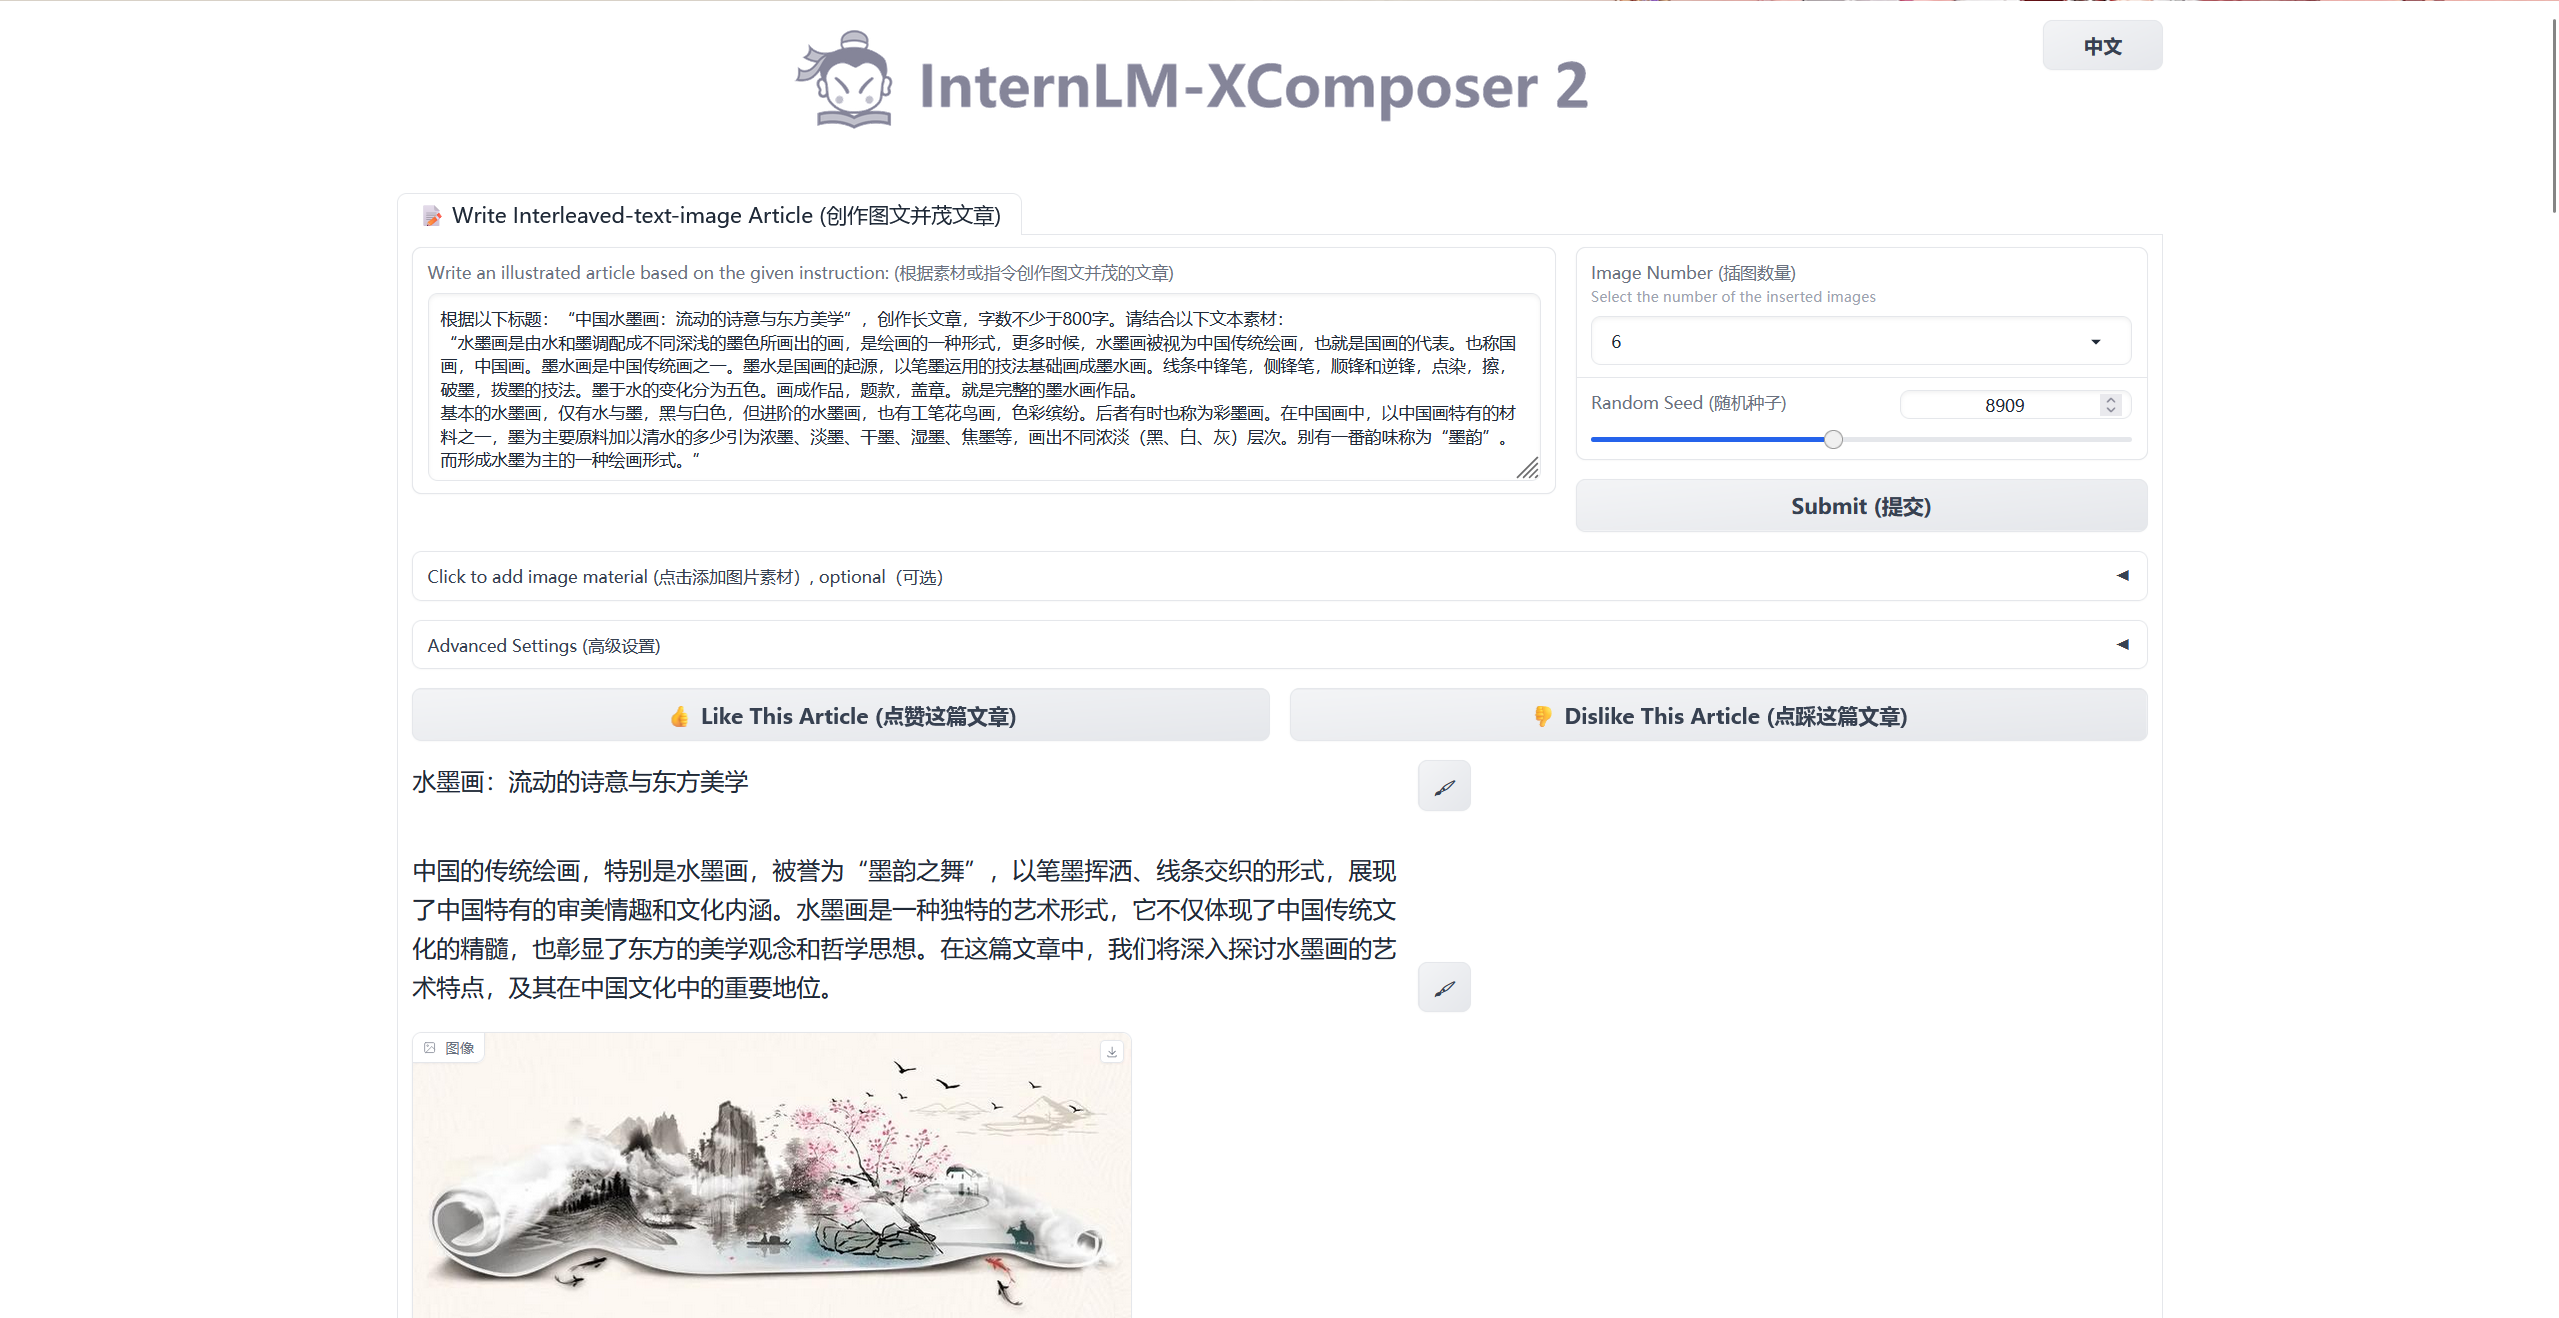 中文
InternLM-XComposer 2
Write Interleaved-text-image Article (创作图文并茂文章)
Write an illustrated article based on the given instruction: (根据素材或指令创作图文并茂的文章)
根据以下标题：“中国水墨画：流动的诗意与东方美学”，创作长文章，字数不少于800字。请结合以下文本素材：
“水墨画是由水和墨调配成不同深浅的墨色所画出的画，是绘画的一种形式，更多时候，水墨画被视为中国传统绘画，也就是国画的代表。也称国
画，中国画。墨水画是中国传统画之一。墨水是国画的起源，以笔墨运用的技法基础画成墨水画。线条中锋笔，侧锋笔，顺锋和逆锋，点染，擦，
破墨，拨墨的技法。墨于水的变化分为五色。画成作品，题款，盖章。就是完整的墨水画作品。
基本的水墨画，仅有水与墨，黑与白色，但进阶的水墨画，也有工笔花鸟画，色彩缤纷。后者有时也称为彩墨画。在中国画中，以中国画特有的材
料之一，墨为主要原料加以清水的多少引为浓墨、淡墨、干墨、湿墨、焦墨等，画出不同浓淡（黑、白、灰）层次。别有一番韵味称为“墨韵”。
而形成水墨为主的一种绘画形式。”
Image Number (插图数量)
Select the number of the inserted images
6
Random Seed (随机种子)
8909
Submit (提交)
Click to add image material (点击添加图片素材）, optional（可选）
Advanced Settings (高级设置)
👍 Like This Article (点赞这篇文章)
👎 Dislike This Article (点踩这篇文章)
水墨画：流动的诗意与东方美学
中国的传统绘画，特别是水墨画，被誉为“墨韵之舞”，以笔墨挥洒、线条交织的形式，展现
了中国特有的审美情趣和文化内涵。水墨画是一种独特的艺术形式，它不仅体现了中国传统文
化的精髓，也彰显了东方的美学观念和哲学思想。在这篇文章中，我们将深入探讨水墨画的艺
术特点，及其在中国文化中的重要地位。
图像